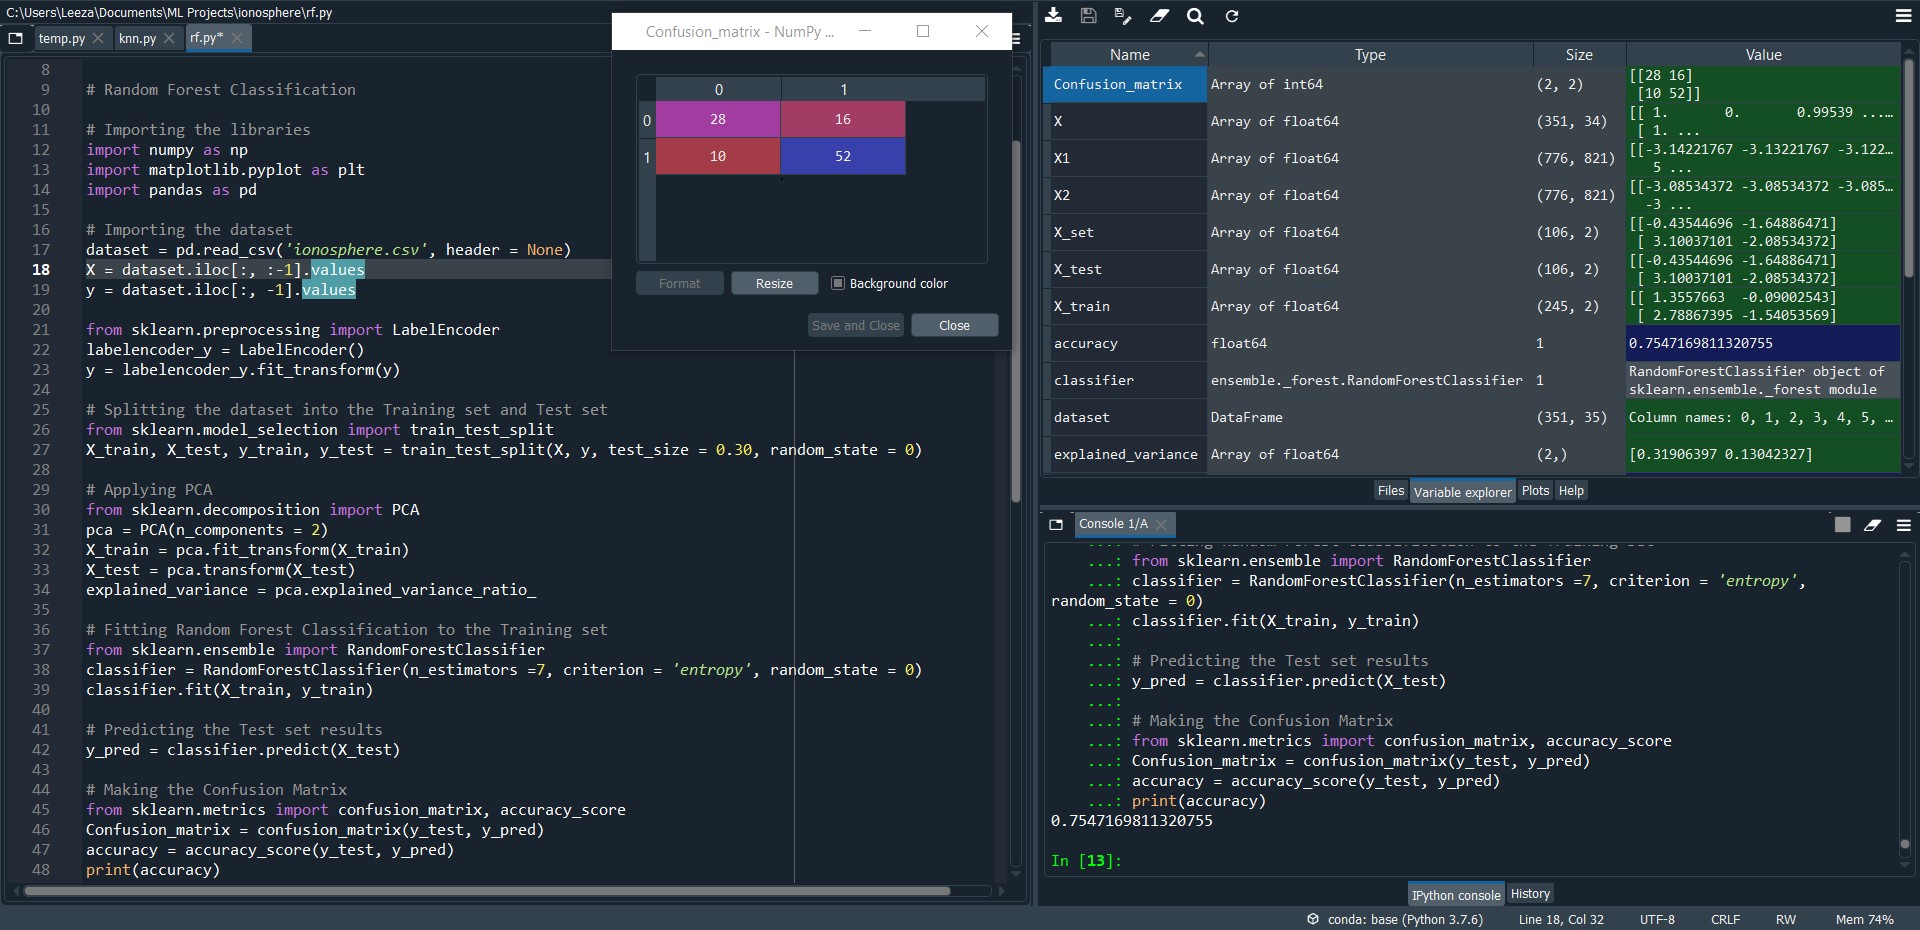 C:\Users\Leeza\Documents\ML Projects\ionosphere\rf.py
temp.py
knn.py
rf.py*
8
9 # Random Forest Classification
10
11 # Importing the libraries
12 import numpy as np
13 import matplotlib.pyplot as plt
14 import pandas as pd
15
16 # Importing the dataset
17 dataset = pd.read_csv('ionosphere.csv', header = None)
18 X = dataset.iloc[:, :-1].values
19 y = dataset.iloc[:, -1].values
20
21 from sklearn.preprocessing import LabelEncoder
22 labelencoder_y = LabelEncoder()
23 y = labelencoder_y.fit_transform(y)
24
25 # Splitting the dataset into the Training set and Test set
26 from sklearn.model_selection import train_test_split
27 X_train, X_test, y_train, y_test = train_test_split(X, y, test_size = 0.30, random_state = 0)
28
29 # Applying PCA
30 from sklearn.decomposition import PCA
31 pca = PCA(n_components = 2)
32 X_train = pca.fit_transform(X_train)
33 X_test = pca.transform(X_test)
34 explained_variance = pca.explained_variance_ratio_
35
36 # Fitting Random Forest Classification to the Training set
37 from sklearn.ensemble import RandomForestClassifier
38 classifier = RandomForestClassifier(n_estimators =7, criterion = 'entropy', random_state = 0)
39 classifier.fit(X_train, y_train)
40
41 # Predicting the Test set results
42 y_pred = classifier.predict(X_test)
43
44 # Making the Confusion Matrix
45 from sklearn.metrics import confusion_matrix, accuracy_score
46 Confusion_matrix = confusion_matrix(y_test, y_pred)
47 accuracy = accuracy_score(y_test, y_pred)
48 print(accuracy)
Confusion_matrix - NumPy ...
0 1
0 28 16
1 10 52
Format Resize Background color
Save and Close Close
Name Type Size Value
Confusion_matrix Array of int64 (2, 2) [[28 16]
[10 52]]
X Array of float64 (351, 34) [[ 1. 0. 0.99539 ...…
[ 1. ...
X1 Array of float64 (776, 821) [[-3.14221767 -3.13221767 -3.122…
5 ...
X2 Array of float64 (776, 821) [[-3.08534372 -3.08534372 -3.085…
-3 ...
X_set Array of float64 (106, 2) [[-0.43544696 -1.64886471]
[ 3.10037101 -2.08534372]
X_test Array of float64 (106, 2) [[-0.43544696 -1.64886471]
[ 3.10037101 -2.08534372]
X_train Array of float64 (245, 2) [[ 1.3557663 -0.09002543]
[ 2.78867395 -1.54053569]
accuracy float64 1 0.7547169811320755
classifier ensemble._forest.RandomForestClassifier 1 RandomForestClassifier object of
sklearn.ensemble._forest module
dataset DataFrame (351, 35) Column names: 0, 1, 2, 3, 4, 5, …
explained_variance Array of float64 (2,) [0.31906397 0.13042327]
Files Variable explorer Plots Help
Console 1/A
...: from sklearn.ensemble import RandomForestClassifier
...: classifier = RandomForestClassifier(n_estimators =7, criterion = 'entropy',
random_state = 0)
...: classifier.fit(X_train, y_train)
...:
...: # Predicting the Test set results
...: y_pred = classifier.predict(X_test)
...:
...: # Making the Confusion Matrix
...: from sklearn.metrics import confusion_matrix, accuracy_score
...: Confusion_matrix = confusion_matrix(y_test, y_pred)
...: accuracy = accuracy_score(y_test, y_pred)
...: print(accuracy)
0.7547169811320755
In [13]:
IPython console History
conda: base (Python 3.7.6) Line 18, Col 32 UTF-8 CRLF RW Mem 74%